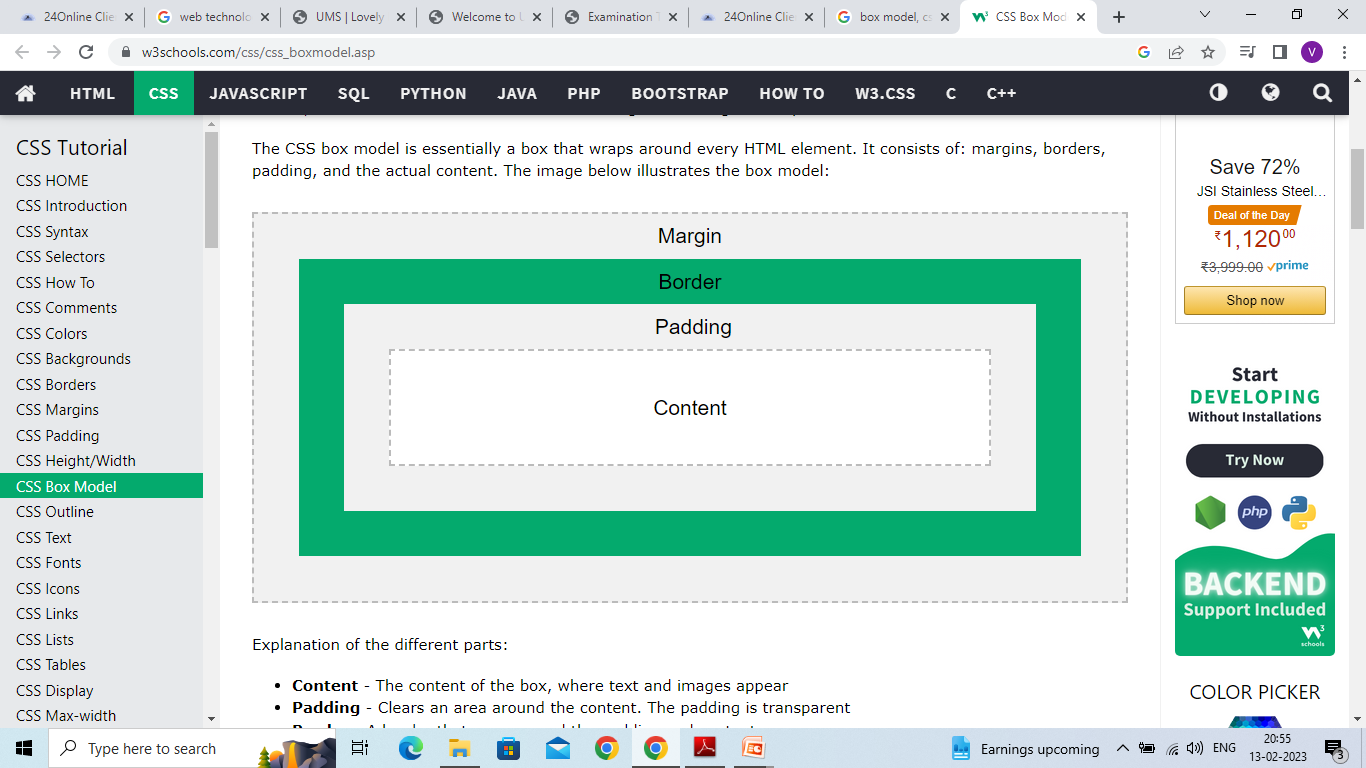 24Online Clie
web technolo
UMS | Lovely
Welcome to U
Examination T
24Online Clie
box model, cs
CSS Box Mod
w3schools.com/css/css_boxmodel.asp
V
HTML
CSS
JAVASCRIPT
SQL
PYTHON
JAVA
PHP
BOOTSTRAP
HOW TO
W3.CSS
C
C++
CSS Tutorial
CSS HOME
CSS Introduction
CSS Syntax
CSS Selectors
CSS How To
CSS Comments
CSS Colors
CSS Backgrounds
CSS Borders
CSS Margins
CSS Padding
CSS Height/Width
CSS Box Model
CSS Outline
CSS Text
CSS Fonts
CSS Icons
CSS Links
CSS Lists
CSS Tables
CSS Display
CSS Max-width
The CSS box model is essentially a box that wraps around every HTML element. It consists of: margins, borders,
padding, and the actual content. The image below illustrates the box model:
Margin
Border
Padding
Content
Explanation of the different parts:
• Content - The content of the box, where text and images appear
• Padding - Clears an area around the content. The padding is transparent
Save 72%
JSI Stainless Steel...
Deal of the Day
₹1,120.00
₹3,999.00 prime
Shop now
Start
DEVELOPING
Without Installations
Try Now
php
BACKEND
Support Included
W3
schools
COLOR PICKER
Type here to search
Earnings upcoming
ENG
20:55
13-02-2023
3